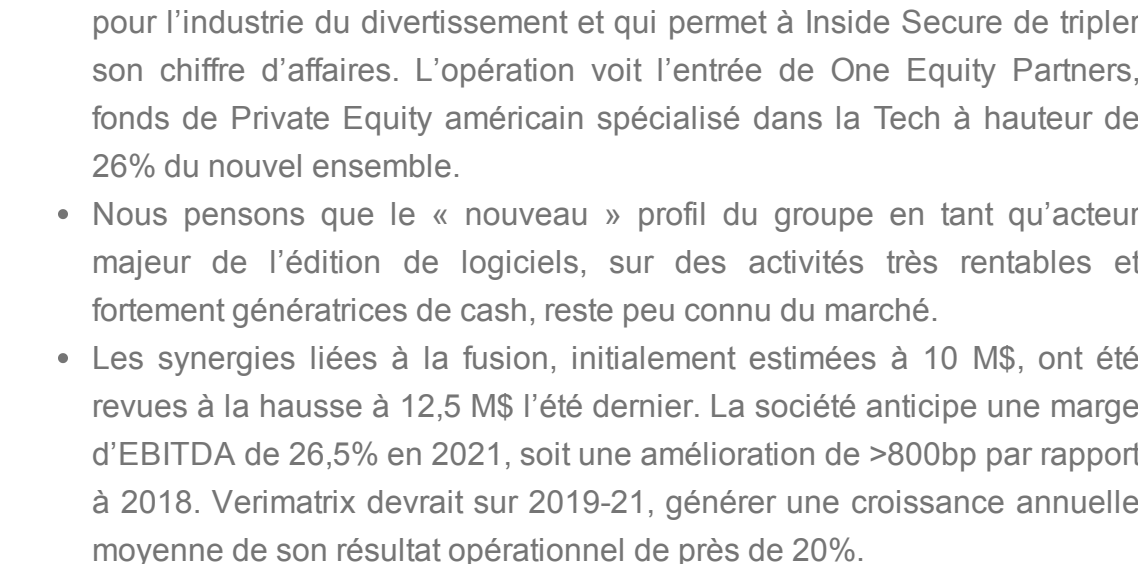 pour l’industrie du divertissement et qui permet à Inside Secure de tripler
son chiffre d’affaires. L’opération voit l’entrée de One Equity Partners,
fonds de Private Equity américain spécialisé dans la Tech à hauteur de
26% du nouvel ensemble.
• Nous pensons que le « nouveau » profil du groupe en tant qu’acteur
majeur de l’édition de logiciels, sur des activités très rentables et
fortement génératrices de cash, reste peu connu du marché.
• Les synergies liées à la fusion, initialement estimées à 10 M$, ont été
revues à la hausse à 12,5 M$ l’été dernier. La société anticipe une marge
d’EBITDA de 26,5% en 2021, soit une amélioration de >800bp par rapport
à 2018. Verimatrix devrait sur 2019-21, générer une croissance annuelle
moyenne de son résultat opérationnel de près de 20%.